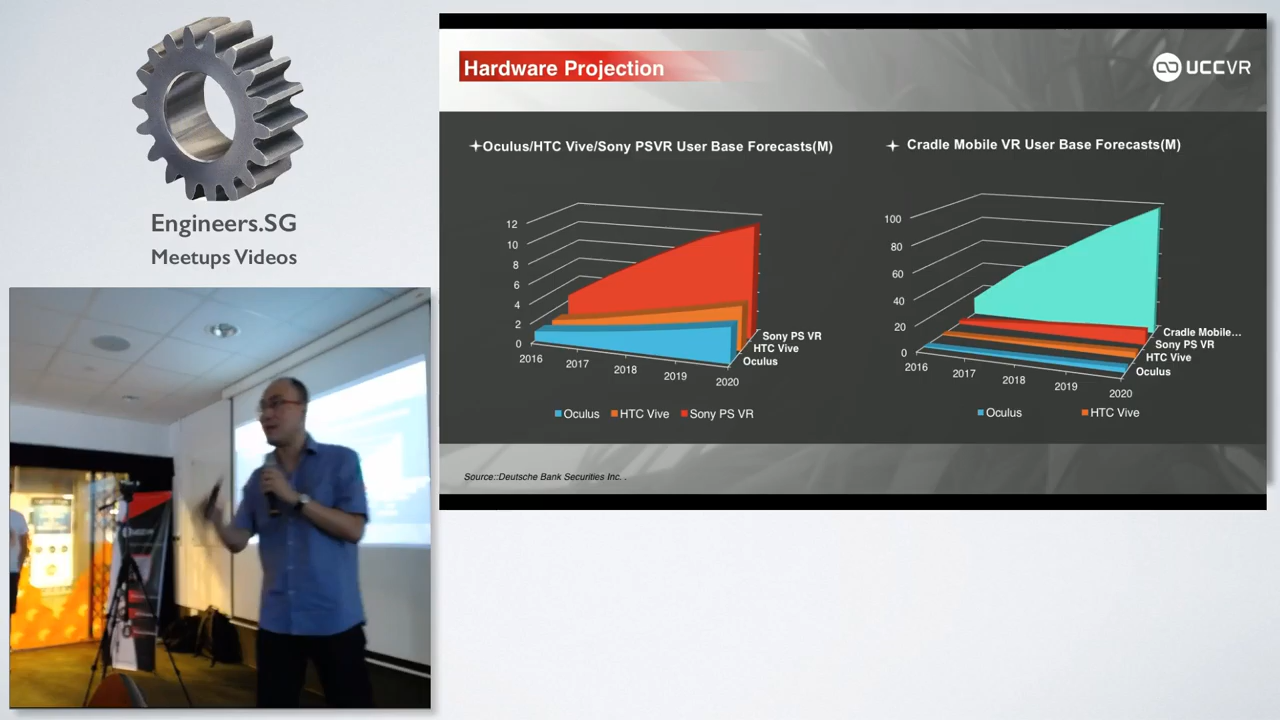 Engineers.SG
Meetups Videos
Hardware Projection
UCCVR
Oculus/HTC Vive/Sony PSVR User Base Forecasts(M)
12
10
8
6
4
2
0
2016
2017
2018
2019
2020
Sony PS VR
HTC Vive
Oculus
Oculus
HTC Vive
Sony PS VR
Cradle Mobile VR User Base Forecasts(M)
100
80
60
40
20
0
2016
2017
2018
2019
2020
Cradle Mobile…
Sony PS VR
HTC Vive
Oculus
Oculus
HTC Vive
Source::Deutsche Bank Securities Inc. .